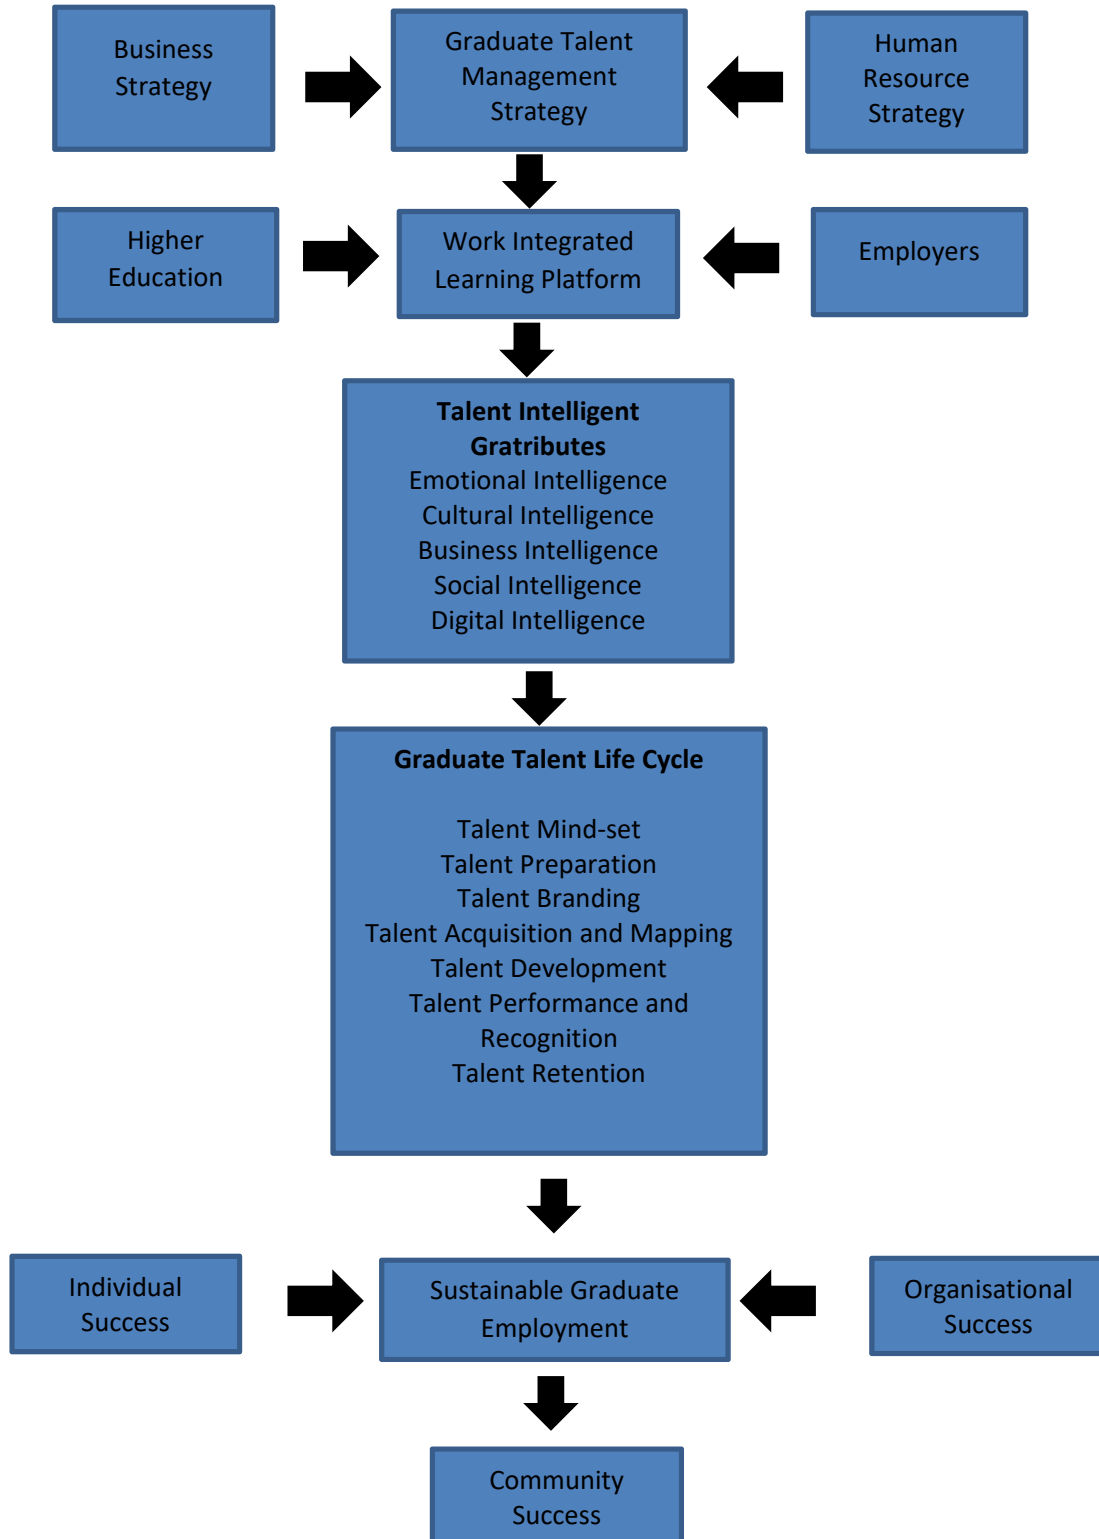 Business
Strategy
Graduate Talent
Management
Strategy
Human
Resource
Strategy
Higher
Education
Work Integrated
Learning Platform
Employers
Talent Intelligent
Gratributes
Emotional Intelligence
Cultural Intelligence
Business Intelligence
Social Intelligence
Digital Intelligence
Graduate Talent Life Cycle
Talent Mind-set
Talent Preparation
Talent Branding
Talent Acquisition and Mapping
Talent Development
Talent Performance and
Recognition
Talent Retention
Individual
Success
Sustainable Graduate
Employment
Organisational
Success
Community
Success